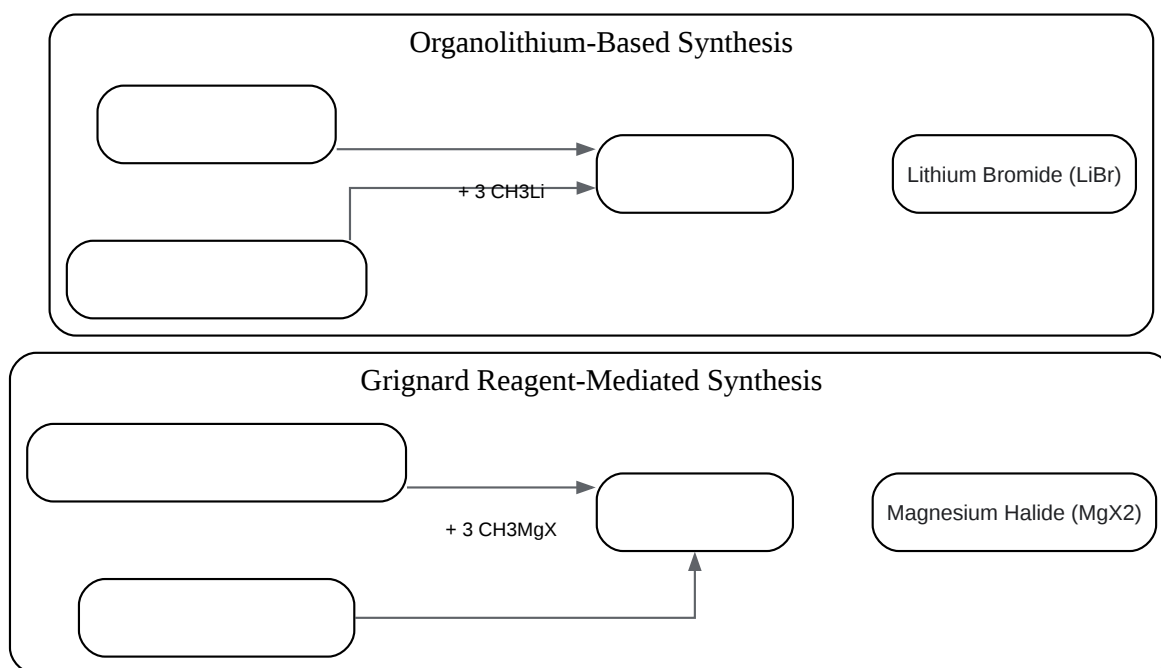 Organolithium-Based Synthesis
+ 3 CH3Li
Lithium Bromide (LiBr)
Grignard Reagent-Mediated Synthesis
+ 3 CH3MgX
Magnesium Halide (MgX2)